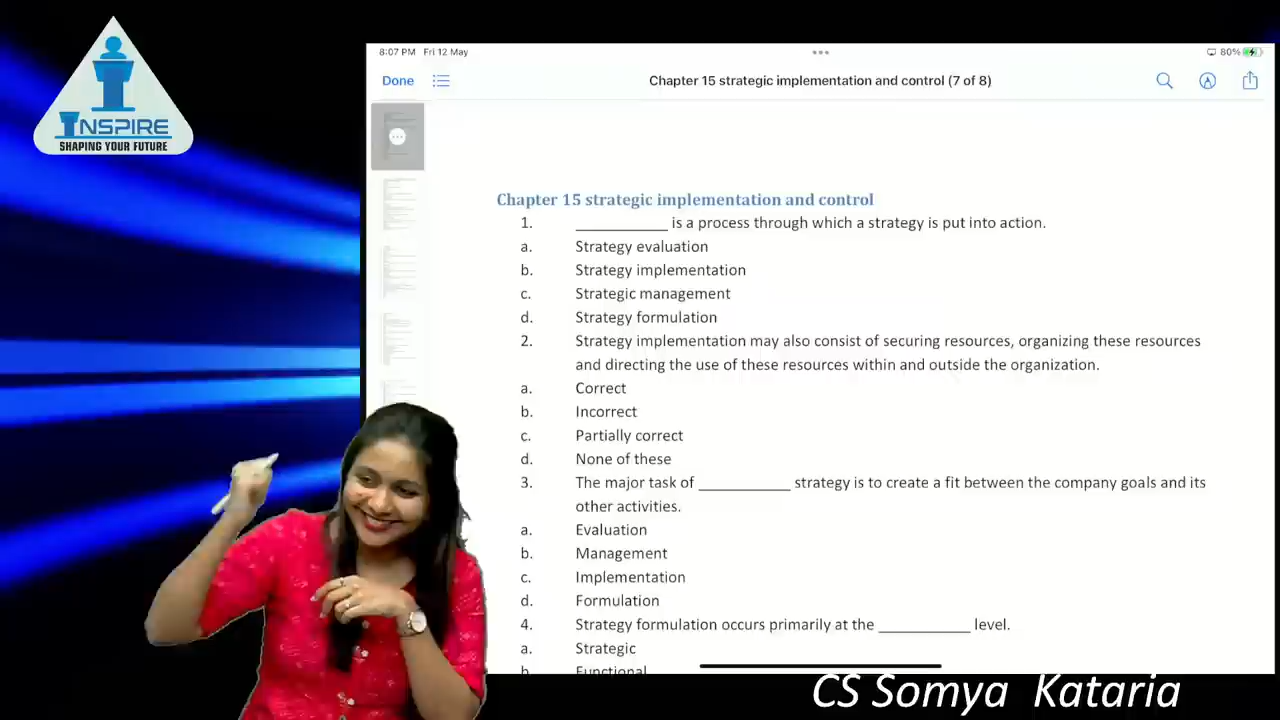 INSPIRE
SHAPING YOUR FUTURE
8:07 PM Fri 12 May
80%
Done
Chapter 15 strategic implementation and control (7 of 8)
Chapter 15 strategic implementation and control
1. __________ is a process through which a strategy is put into action.
a. Strategy evaluation
b. Strategy implementation
c. Strategic management
d. Strategy formulation
2. Strategy implementation may also consist of securing resources, organizing these resources
and directing the use of these resources within and outside the organization.
a. Correct
b. Incorrect
c. Partially correct
d. None of these
3. The major task of __________ strategy is to create a fit between the company goals and its
other activities.
a. Evaluation
b. Management
c. Implementation
d. Formulation
4. Strategy formulation occurs primarily at the __________ level.
a. Strategic
b. Functional
CS Somya Kataria